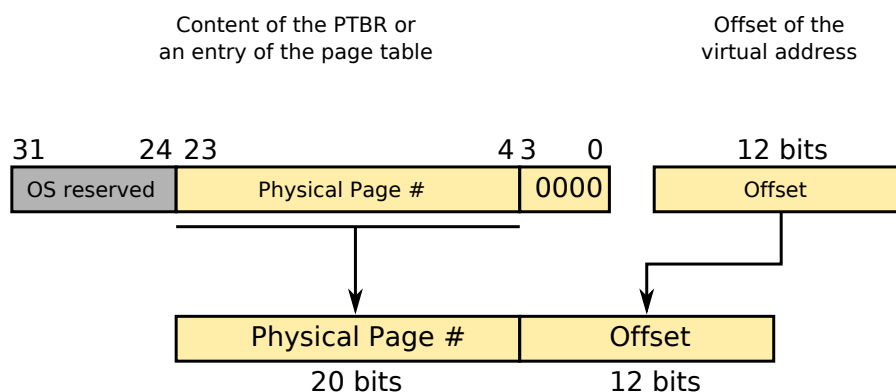 Content of the PTBR or
an entry of the page table
Offset of the
virtual address
31 24 23 4 3 0
12 bits
OS reserved
Physical Page #
0000
Offset
Physical Page #
Offset
20 bits
12 bits